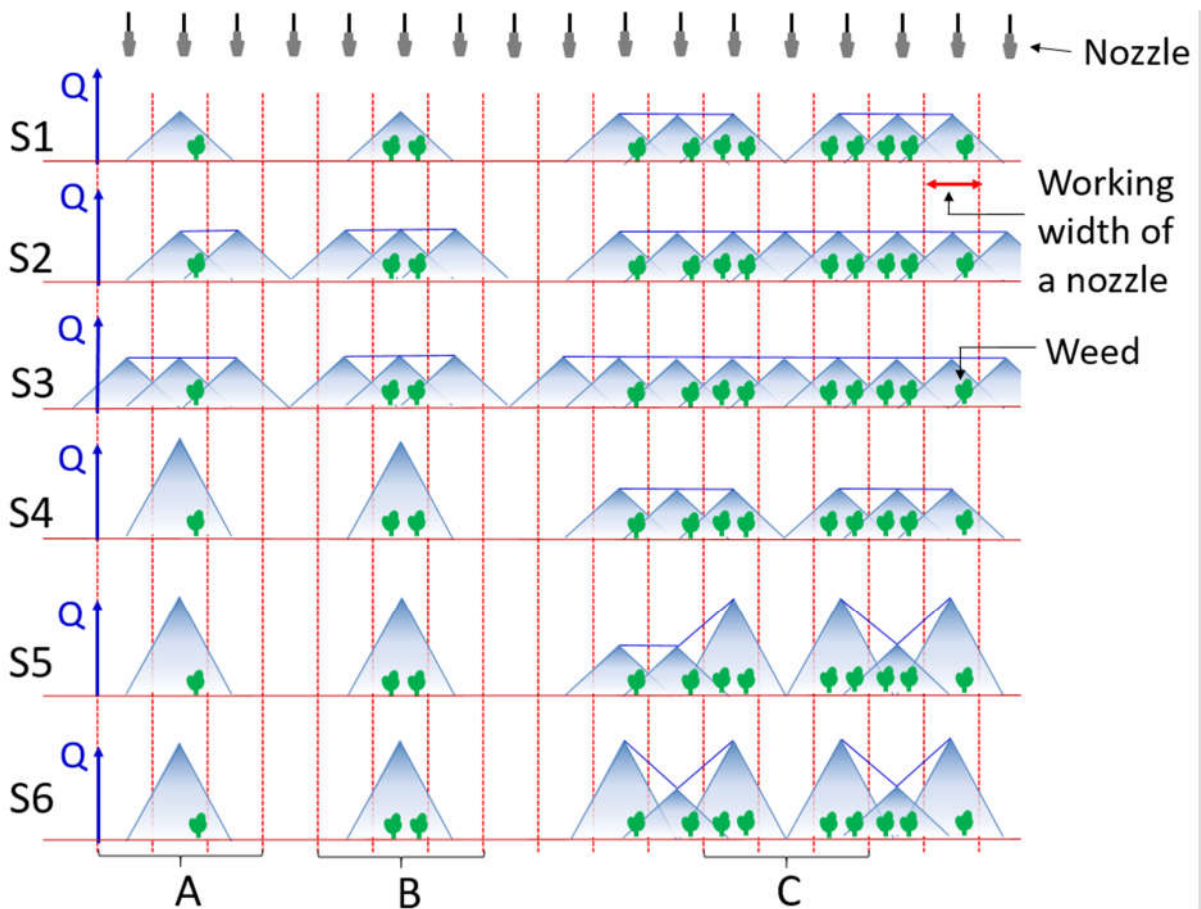 Nozzle
Q
S1
Q
Working
width of
a nozzle
S2
Q
Weed
S3
Q
S4
Q
S5
Q
S6
A B C